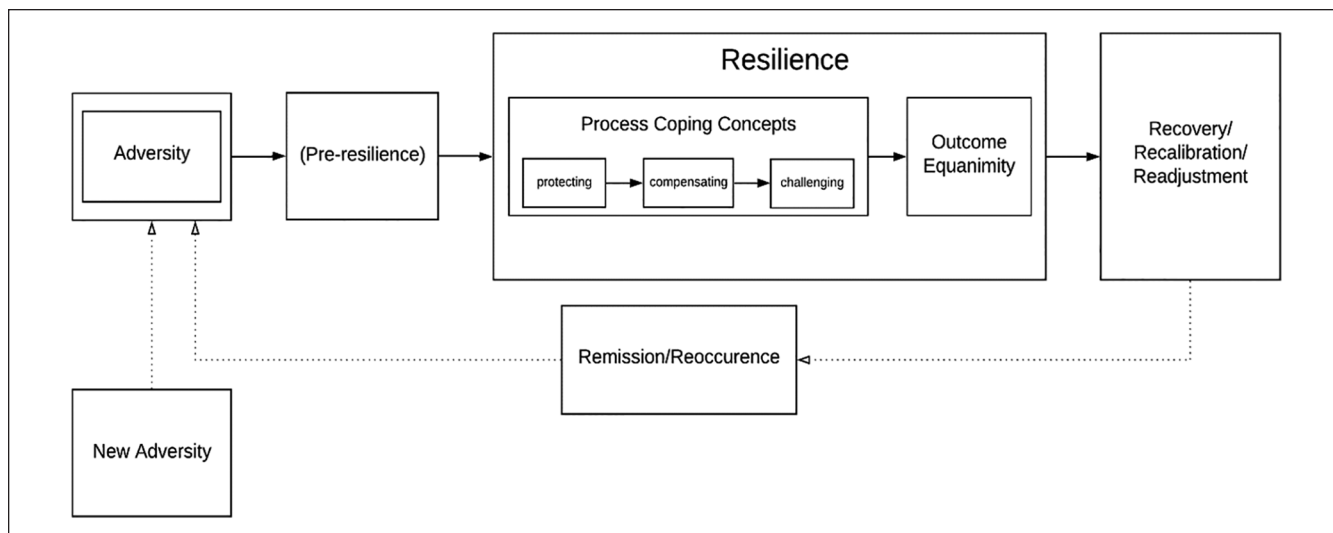 Resilience
Adversity
(Pre-resilience)
Process Coping Concepts
protecting
compensating
challenging
Outcome
Equanimity
Recovery/
Recalibration/
Readjustment
Remission/Reoccurence
New Adversity